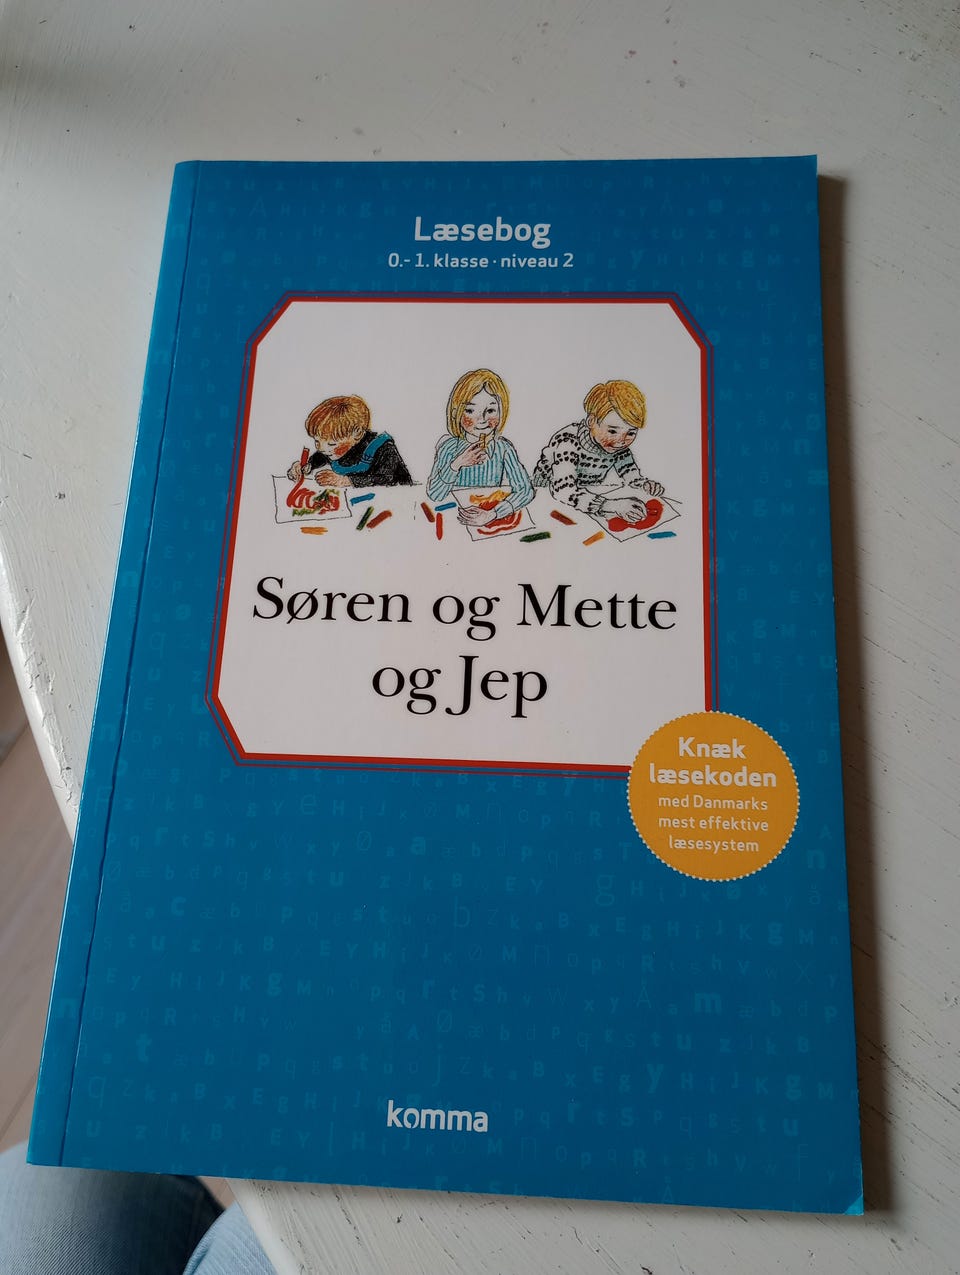 Læsebog
0.- 1. klasse · niveau 2
Søren og Mette
og Jep
Knæk
læsekoden
med Danmarks
mest effektive
læsesystem
komma